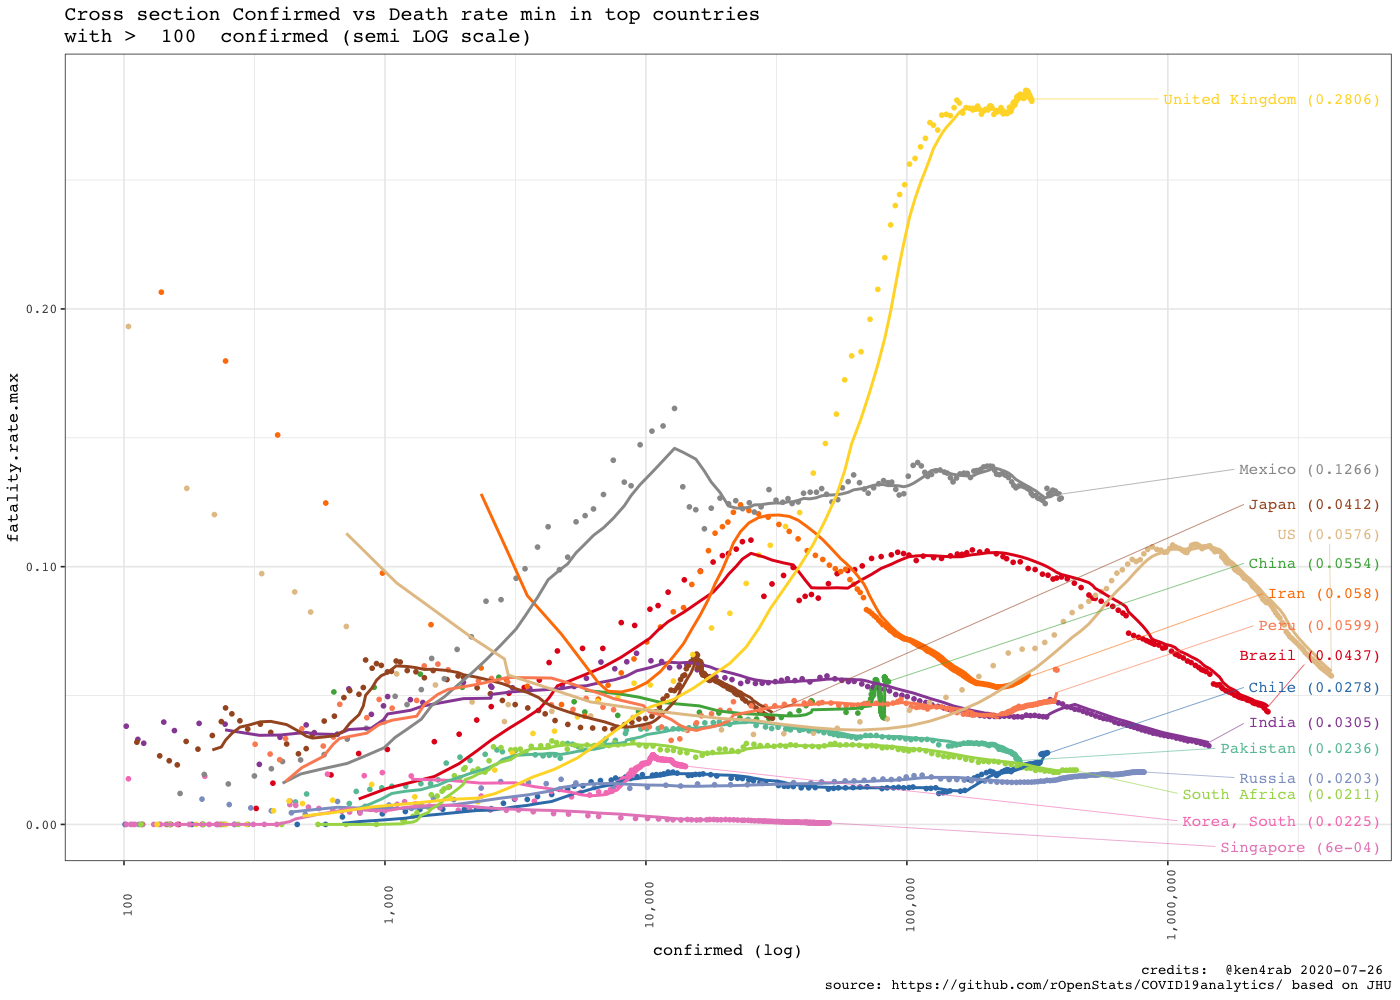 Cross section Confirmed vs Death rate min in top countries
with >  100  confirmed (semi LOG scale)
fatality.rate.max
0.20
0.10
0.00
United Kingdom (0.2806)
Mexico (0.1266)
Japan (0.0412)
US (0.0576)
China (0.0554)
Iran (0.058)
Peru (0.0599)
Brazil (0.0437)
Chile (0.0278)
India (0.0305)
Pakistan (0.0236)
Russia (0.0203)
South Africa (0.0211)
Korea, South (0.0225)
Singapore (6e-04)
100
1,000
10,000
100,000
1,000,000
confirmed (log)
credits:  @ken4rab 2020-07-26
source: https://github.com/rOpenStats/COVID19analytics/ based on JHU